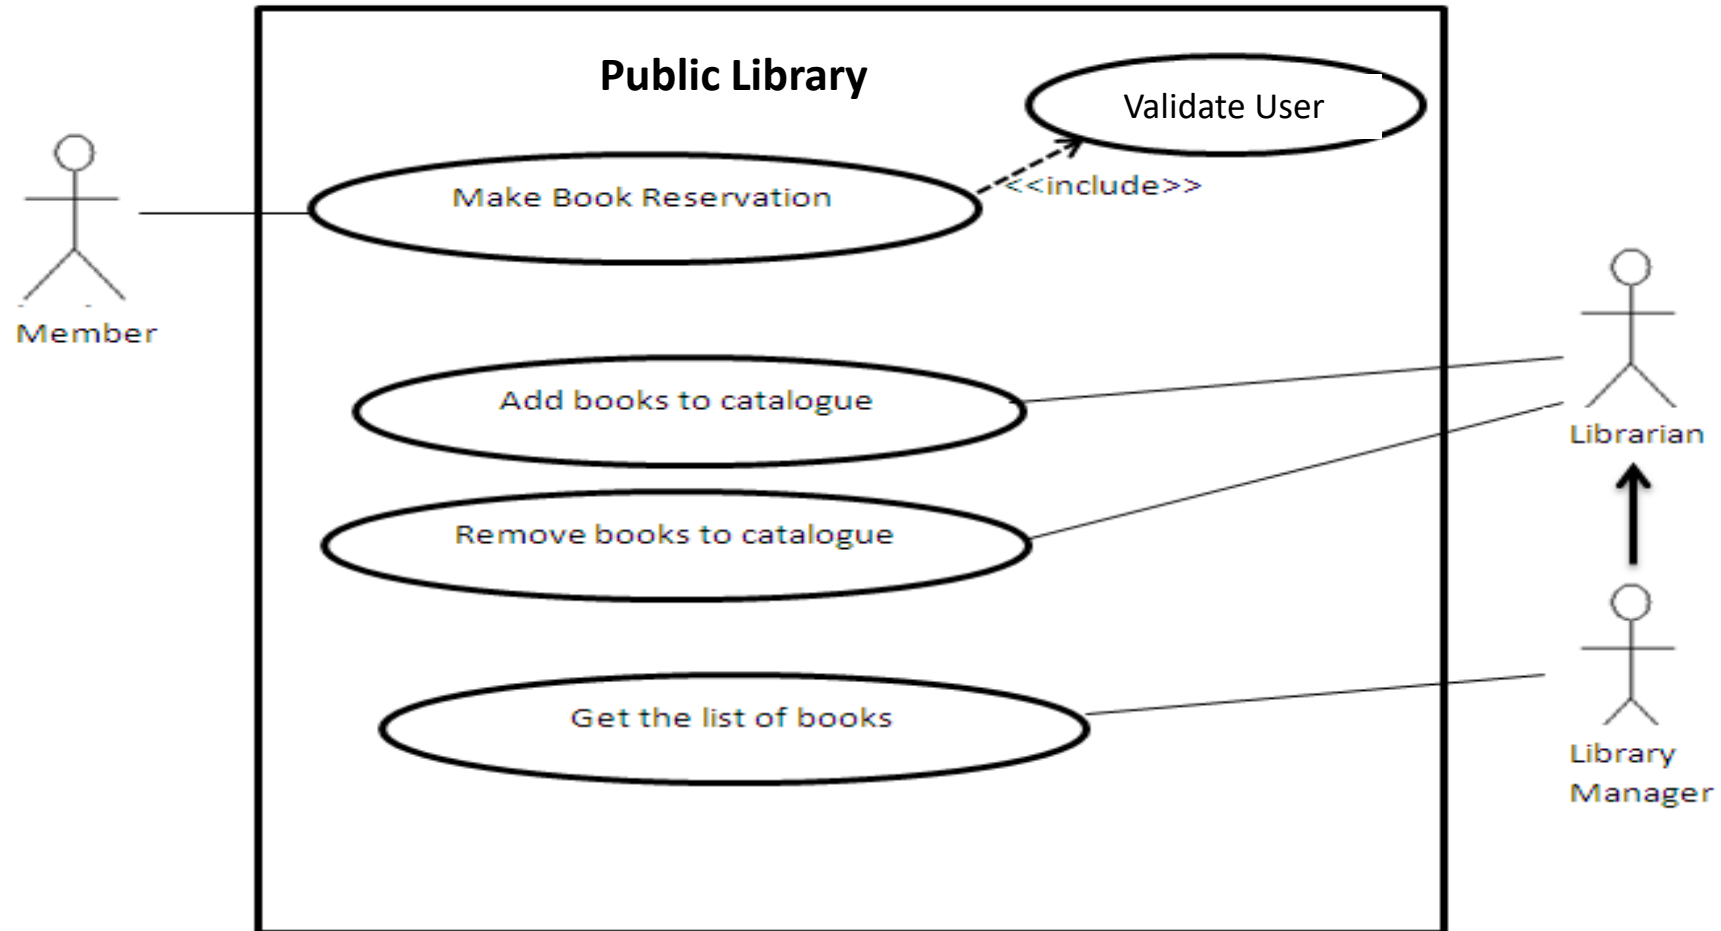 Public Library
Validate User
Make Book Reservation
<<include>>
Member
Add books to catalogue
Librarian
Remove books to catalogue
Get the list of books
Library
Manager